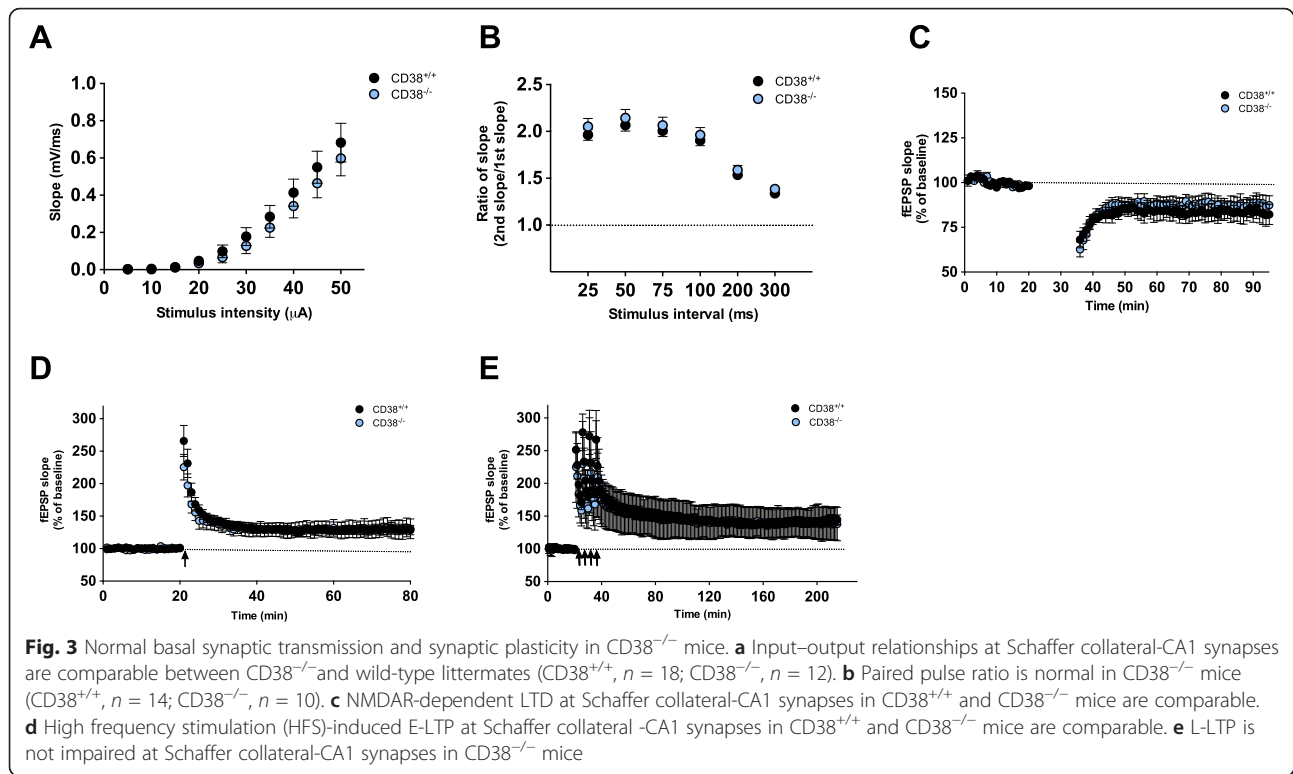 A
CD38+/+
CD38-/-
1.0
0.8
0.6
0.4
0.2
0.0
Slope (mV/ms)
0 10 20 30 40 50
Stimulus intensity (μA)
B
CD38+/+
CD38-/-
2.5
2.0
1.5
1.0
Ratio of slope
(2nd slope/1st slope)
25 50 75 100 200 300
Stimulus interval (ms)
C
CD38+/+
CD38-/-
150
125
100
75
50
fEPSP slope
(% of baseline)
0 10 20 30 40 50 60 70 80 90
Time (min)
D
CD38+/+
CD38-/-
300
250
200
150
100
50
fEPSP slope
(% of baseline)
0 20 40 60 80
Time (min)
E
CD38+/+
CD38-/-
300
250
200
150
100
50
fEPSP slope
(% of baseline)
0 40 80 120 160 200
Time (min)
Fig. 3 Normal basal synaptic transmission and synaptic plasticity in CD38−/− mice. a Input–output relationships at Schaffer collateral-CA1 synapses
are comparable between CD38−/−and wild-type littermates (CD38+/+, n = 18; CD38−/−, n = 12). b Paired pulse ratio is normal in CD38−/− mice
(CD38+/+, n = 14; CD38−/−, n = 10). c NMDAR-dependent LTD at Schaffer collateral-CA1 synapses in CD38+/+ and CD38−/− mice are comparable.
d High frequency stimulation (HFS)-induced E-LTP at Schaffer collateral -CA1 synapses in CD38+/+ and CD38−/− mice are comparable. e L-LTP is
not impaired at Schaffer collateral-CA1 synapses in CD38−/− mice